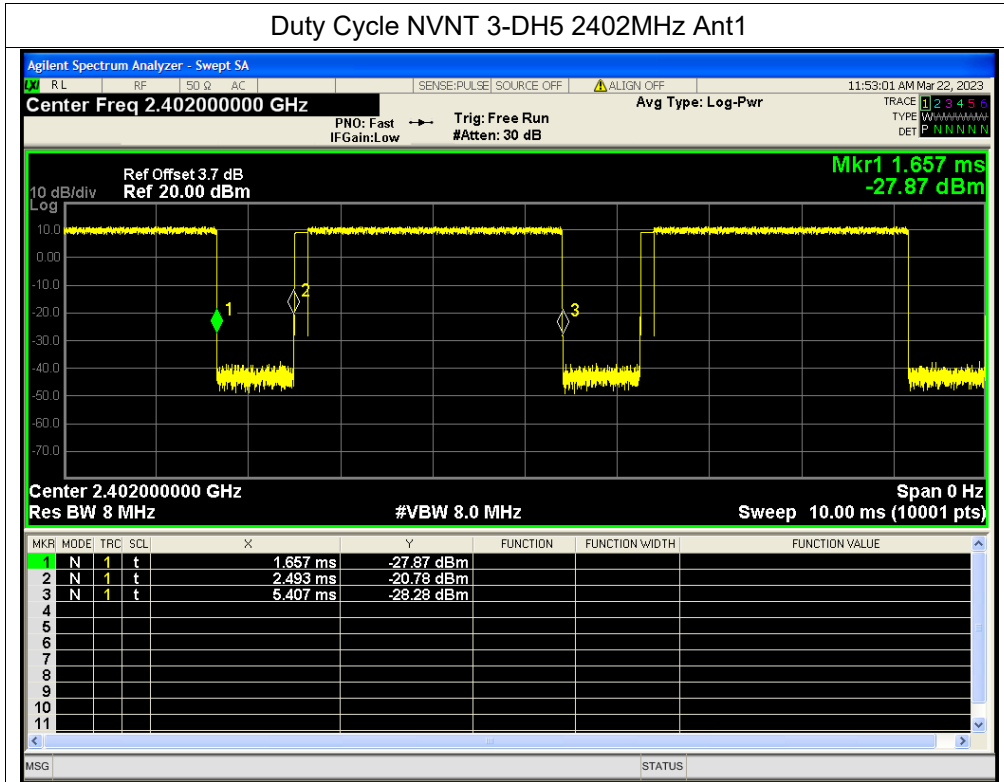 Duty Cycle NVNT 3-DH5 2402MHz Ant1
Agilent Spectrum Analyzer - Swept SA
LXI RL RF 50 Ω AC SENSE:PULSE SOURCE OFF ALIGN OFF 11:53:01 AM Mar 22, 2023
Center Freq 2.402000000 GHz Avg Type: Log-Pwr TRACE 1 2 3 4 5 6
PNO: Fast Trig: Free Run TYPE W
IFGain:Low #Atten: 30 dB DET P N N N N N
Mkr1 1.657 ms
Ref Offset 3.7 dB
10 dB/div Ref 20.00 dBm -27.87 dBm
Log
10.0
0.00
-10.0
2
-20.0 1 3
-30.0
-40.0
-50.0
-60.0
-70.0
Center 2.402000000 GHz Span 0 Hz
Res BW 8 MHz #VBW 8.0 MHz Sweep 10.00 ms (10001 pts)
MKR MODE TRC SCL X Y FUNCTION FUNCTION WIDTH FUNCTION VALUE
1 N 1 t 1.657 ms -27.87 dBm
2 N 1 t 2.493 ms -20.78 dBm
3 N 1 t 5.407 ms -28.28 dBm
4
5
6
7
8
9
10
11
MSG STATUS